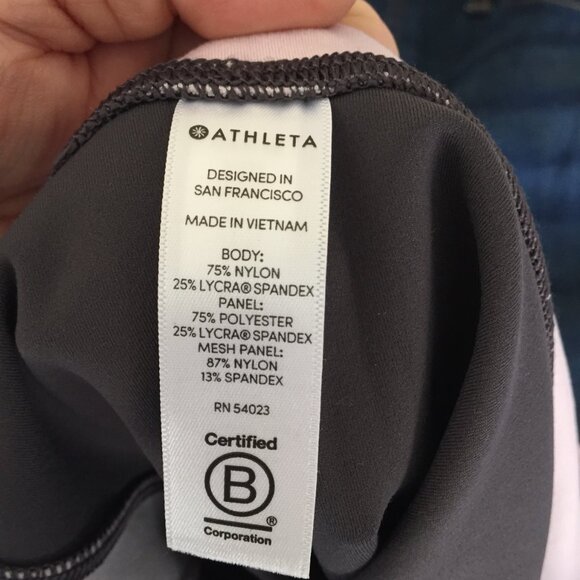 ATHLETA
DESIGNED IN
SAN FRANCISCO
MADE IN VIETNAM
BODY:
75% NYLON
25% LYCRA® SPANDEX
PANEL:
75% POLYESTER
25% LYCRA® SPANDEX
MESH PANEL:
87% NYLON
13% SPANDEX
RN 54023
Certified
B
®
Corporation